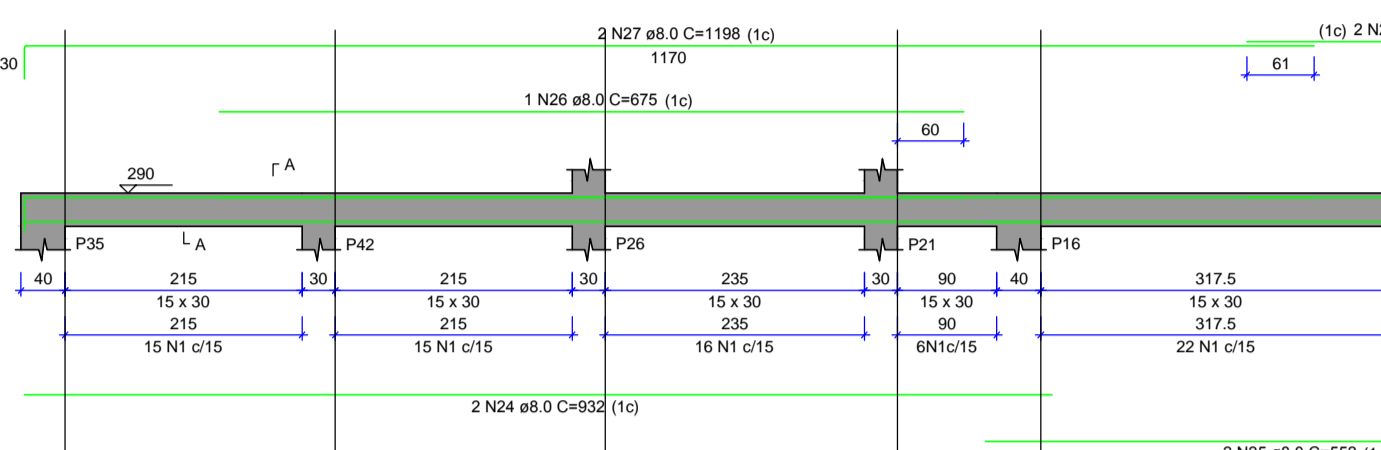 2 N27 ø8.0 C=1198 (1c)
(1c) 2 N2
30
1170
61
1 N26 ø8.0 C=675 (1c)
60
290
A
A
P35
P42
P26
P21
P16
40 215 30 215 30 235 30 90 40 317.5
15 x 30 15 x 30 15 x 30 15 x 30 15 x 30
215 215 235 90 317.5
15 N1 c/15 15 N1 c/15 16 N1 c/15 6N1c/15 22 N1 c/15
2 N24 ø8.0 C=932 (1c)